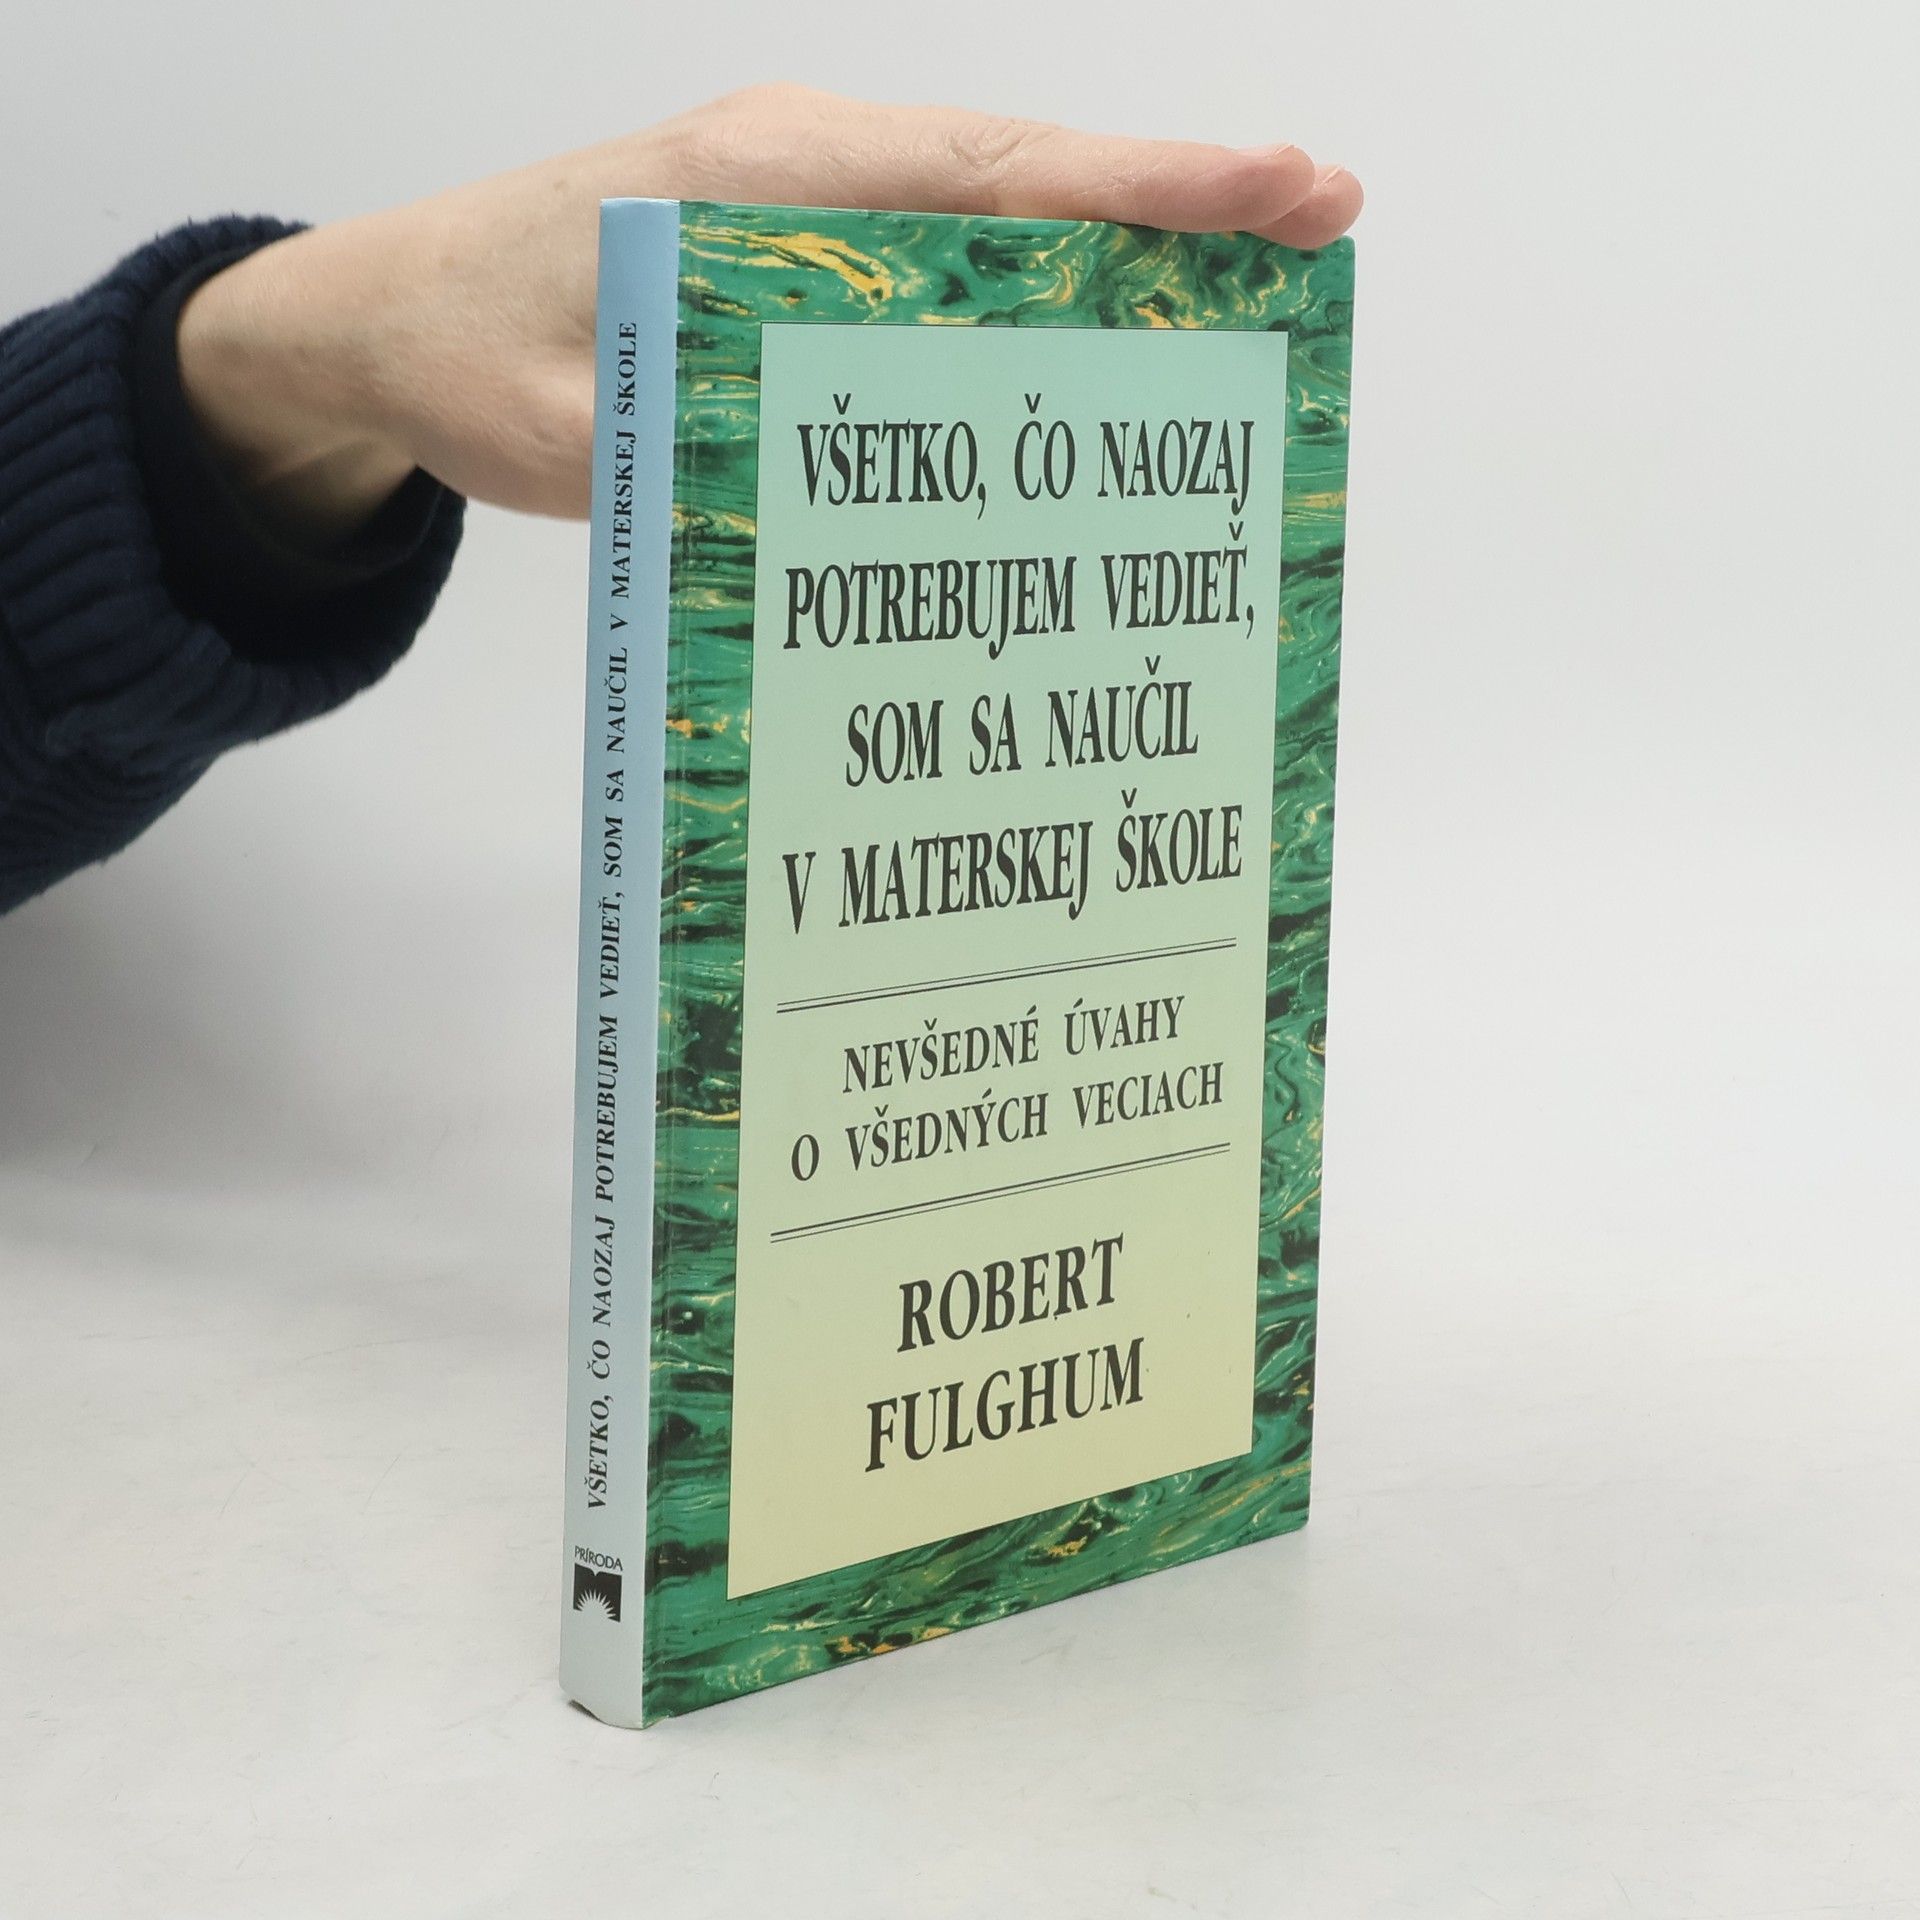 VŠETKO, ČO NAOZAJ
POTREBUJEM VEDIEŤ,
SOM SA NAUČIL
V MATERSKEJ ŠKOLE
NEVŠEDNÉ ÚVAHY
O VŠEDNÝCH VECIACH
ROBERT
FULGHUM
VŠETKO, ČO NAOZAJ POTREBUJEM VEDIEŤ, SOM SA NAUČIL V MATERSKEJ ŠKOLE
PRÍRODA